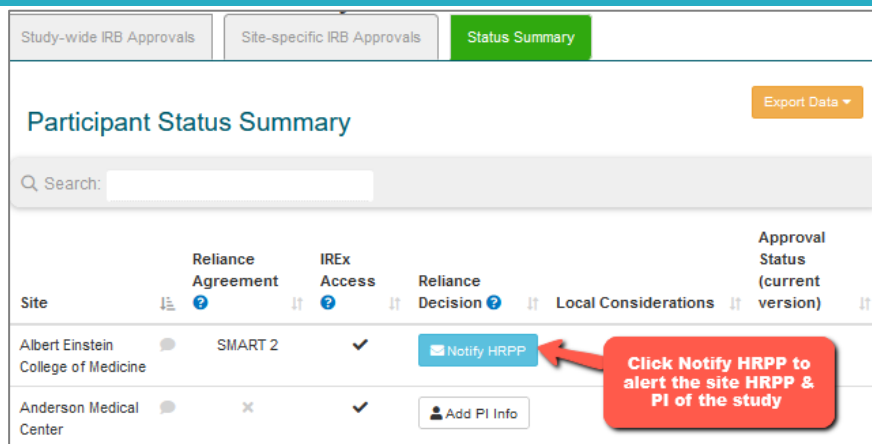 Study-wide IRB Approvals
Site-specific IRB Approvals
Status Summary
Participant Status Summary
Export Data
Search:
Site
Reliance
Agreement
?
IREx
Access
?
Reliance
Decision ?
Local Considerations
Approval
Status
(current
version)
Albert Einstein
College of Medicine
SMART 2
Notify HRPP
Click Notify HRPP to
alert the site HRPP &
PI of the study
Anderson Medical
Center
Add PI Info